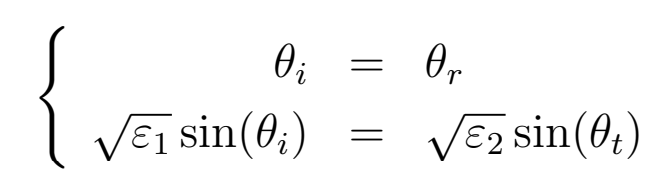 θ_i = θ_r
√ε_1 sin(θ_i) = √ε_2 sin(θ_t)